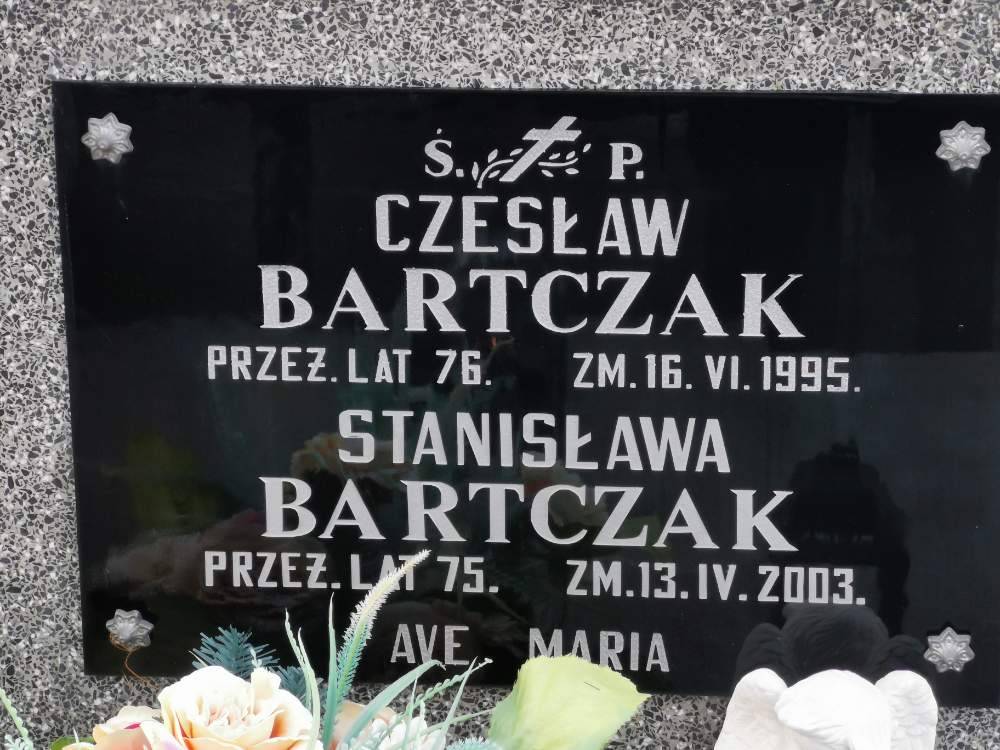 Ś. P.
CZESŁAW
BARTCZAK
PRZEŻ. LAT 76. ZM. 16. VI. 1995.
STANISŁAWA
BARTCZAK
PRZEŻ. LAT 75. ZM. 13. IV. 2003.
AVE MARIA